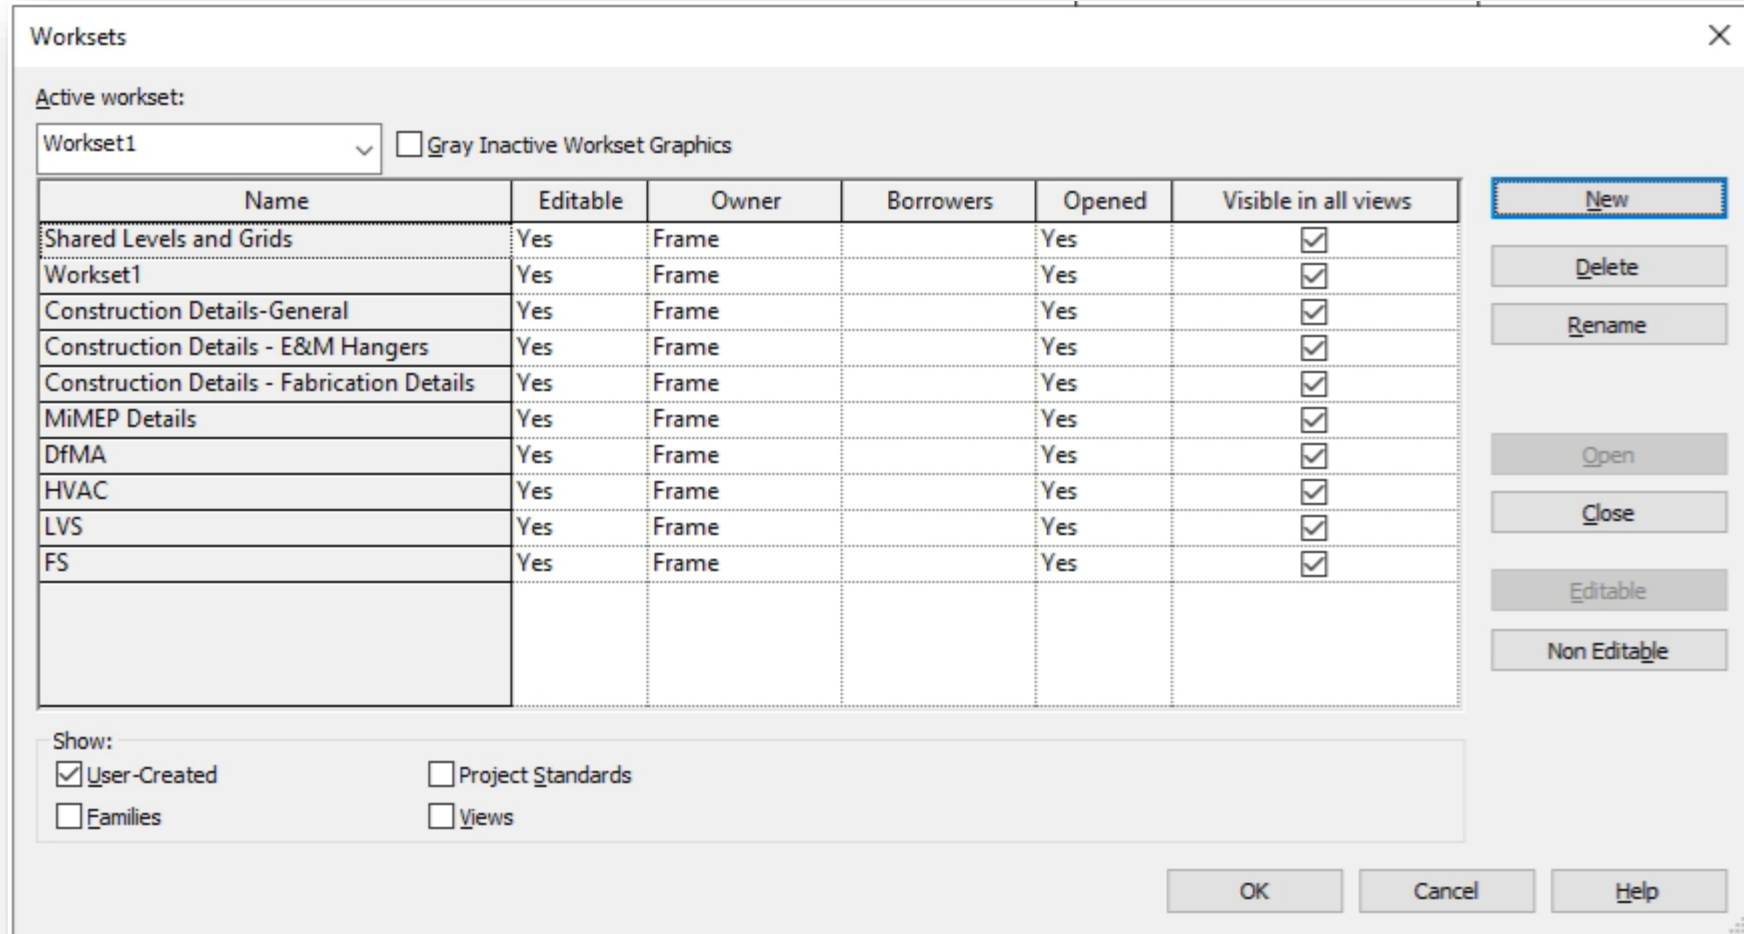 Worksets
Active workset:
Workset1 Gray Inactive Workset Graphics
Name Editable Owner Borrowers Opened Visible in all views
Shared Levels and Grids Yes Frame Yes
Workset1 Yes Frame Yes
Construction Details-General Yes Frame Yes
Construction Details - E&M Hangers Yes Frame Yes
Construction Details - Fabrication Details Yes Frame Yes
MiMEP Details Yes Frame Yes
DfMA Yes Frame Yes
HVAC Yes Frame Yes
LVS Yes Frame Yes
FS Yes Frame Yes
New
Delete
Rename
Open
Close
Editable
Non Editable
Show:
User-Created Project Standards
Families Views
OK Cancel Help